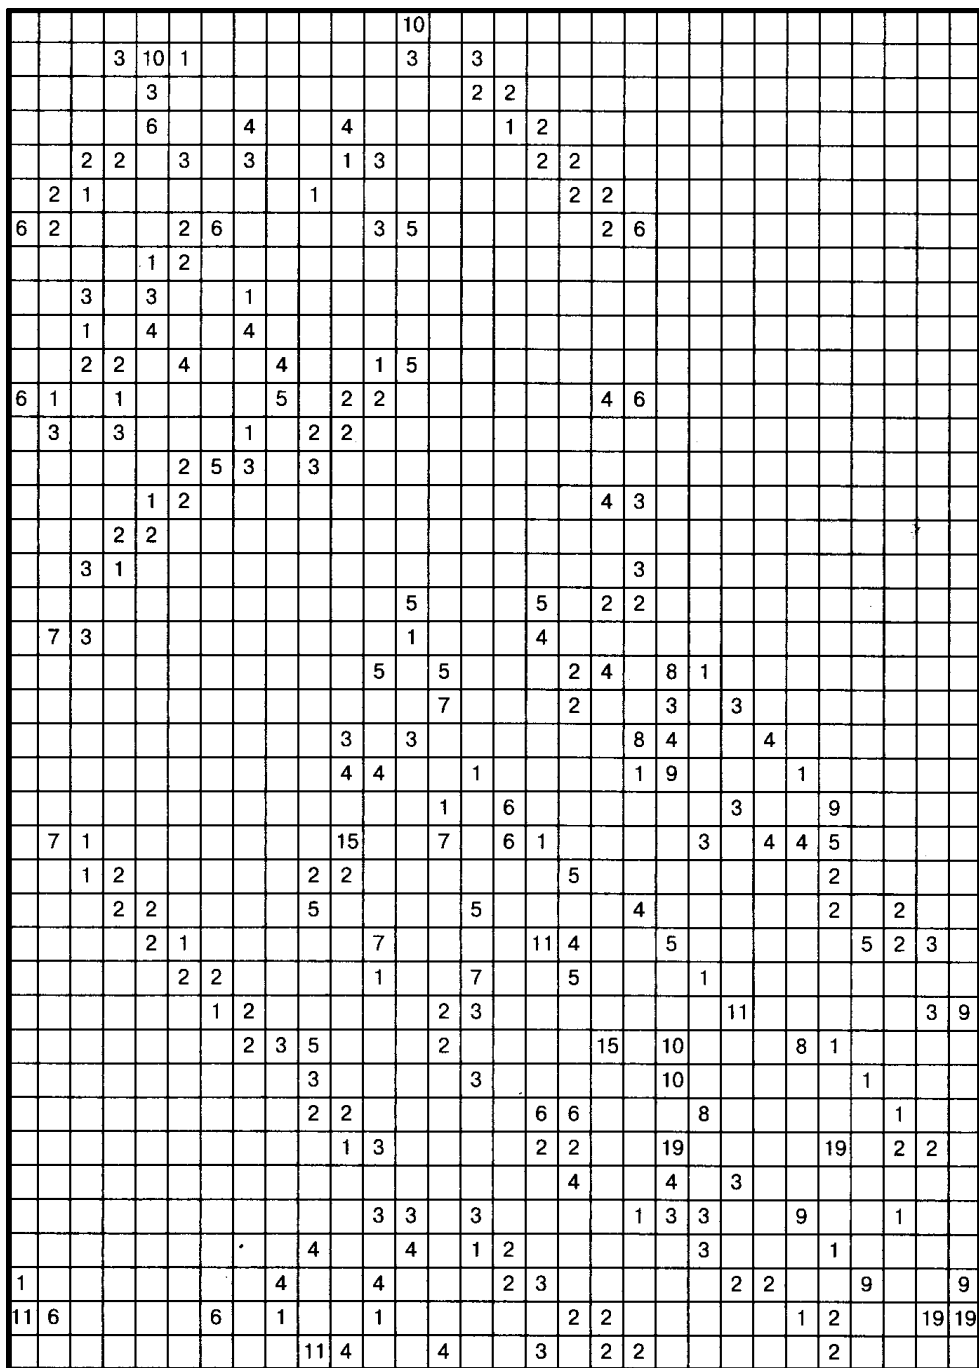 10
3 10 1 3 3
3 2 2
6 4 4 1 2
2 2 3 3 1 3 2 2
2 1 1 2 2
6 2 2 6 3 5 2 6
1 2
3 3 1
1 4 4
2 2 4 4 1 5
6 1 1 5 2 2 4 6
3 3 1 2 2
2 5 3 3
1 2 4 3
2 2
3 1 3
5 5 2 2
7 3 1 4
5 5 2 4 8 1
7 2 3 3
3 3 8 4 4
4 4 1 1 9 1
1 6 3 9
7 1 15 7 6 1 3 4 4 5
1 2 2 2 5 2
2 2 5 5 4 2 2
2 1 7 11 4 5 5 2 3
2 2 1 7 5 1
1 2 2 3 11 3 9
2 3 5 2 15 10 8 1
3 3 10 1
2 2 6 6 8 1
1 3 2 2 19 19 2 2
4 4 3
3 3 3 1 3 3 9 1
4 4 1 2 3 1
1 4 4 2 3 2 2 9 9
11 6 6 1 1 2 2 1 2 19 19
11 4 4 3 2 2 2